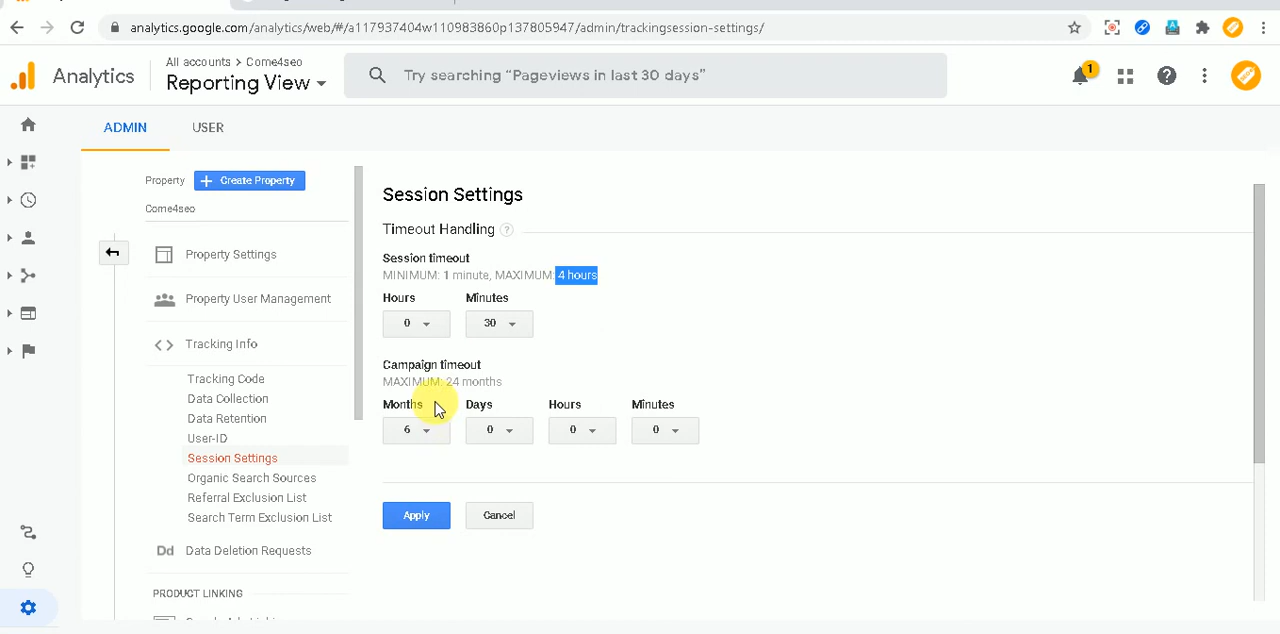 analytics.google.com/analytics/web/#/a117937404w110983860p137805947/admin/trackingsession-settings/
Analytics
All accounts > Come4seo
Reporting View
Try searching “Pageviews in last 30 days”
1
ADMIN
USER
Property
Create Property
Come4seo
Property Settings
Property User Management
Tracking Info
Tracking Code
Data Collection
Data Retention
User-ID
Session Settings
Organic Search Sources
Referral Exclusion List
Search Term Exclusion List
Dd
Data Deletion Requests
PRODUCT LINKING
Session Settings
Timeout Handling
Session timeout
MINIMUM: 1 minute, MAXIMUM: 4 hours
Hours Minutes
0 30
Campaign timeout
MAXIMUM: 24 months
Months Days Hours Minutes
6 0 0 0
Apply Cancel